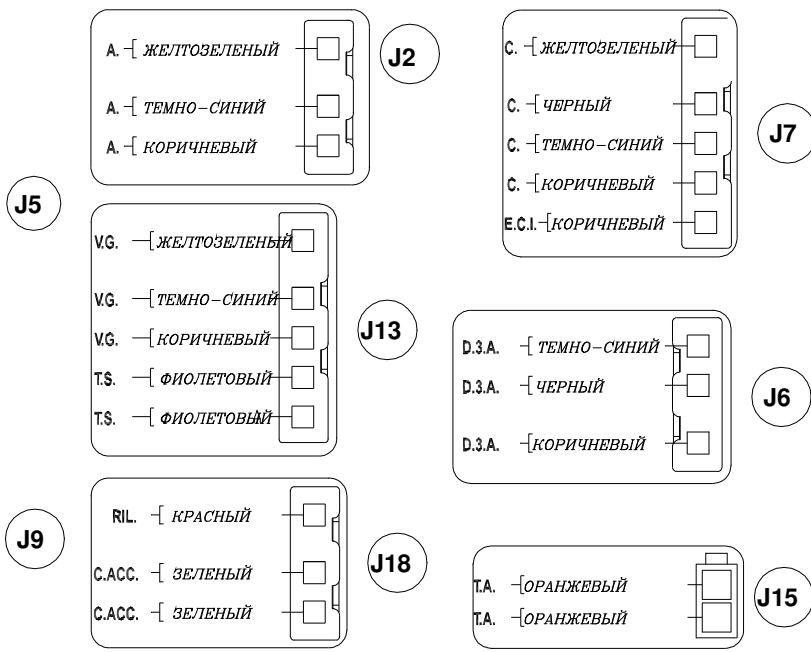 A. ЖЕЛТОЗЕЛЕНЫЙ
A. ТЕМНО-СИНИЙ
A. КОРИЧНЕВЫЙ
J2
C. ЖЕЛТОЗЕЛЕНЫЙ
C. ЧЕРНЫЙ
C. ТЕМНО-СИНИЙ
C. КОРИЧНЕВЫЙ
E.C.I. КОРИЧНЕВЫЙ
J7
J5
V.G. ЖЕЛТОЗЕЛЕНЫЙ
V.G. ТЕМНО-СИНИЙ
V.G. КОРИЧНЕВЫЙ
T.S. ФИОЛЕТОВЫЙ
T.S. ФИОЛЕТОВЫЙ
J13
D.3.A. ТЕМНО-СИНИЙ
D.3.A. ЧЕРНЫЙ
D.3.A. КОРИЧНЕВЫЙ
J6
J9
RIL. КРАСНЫЙ
C.ACC. ЗЕЛЕНЫЙ
C.ACC. ЗЕЛЕНЫЙ
J18
T.A. ОРАНЖЕВЫЙ
T.A. ОРАНЖЕВЫЙ
J15